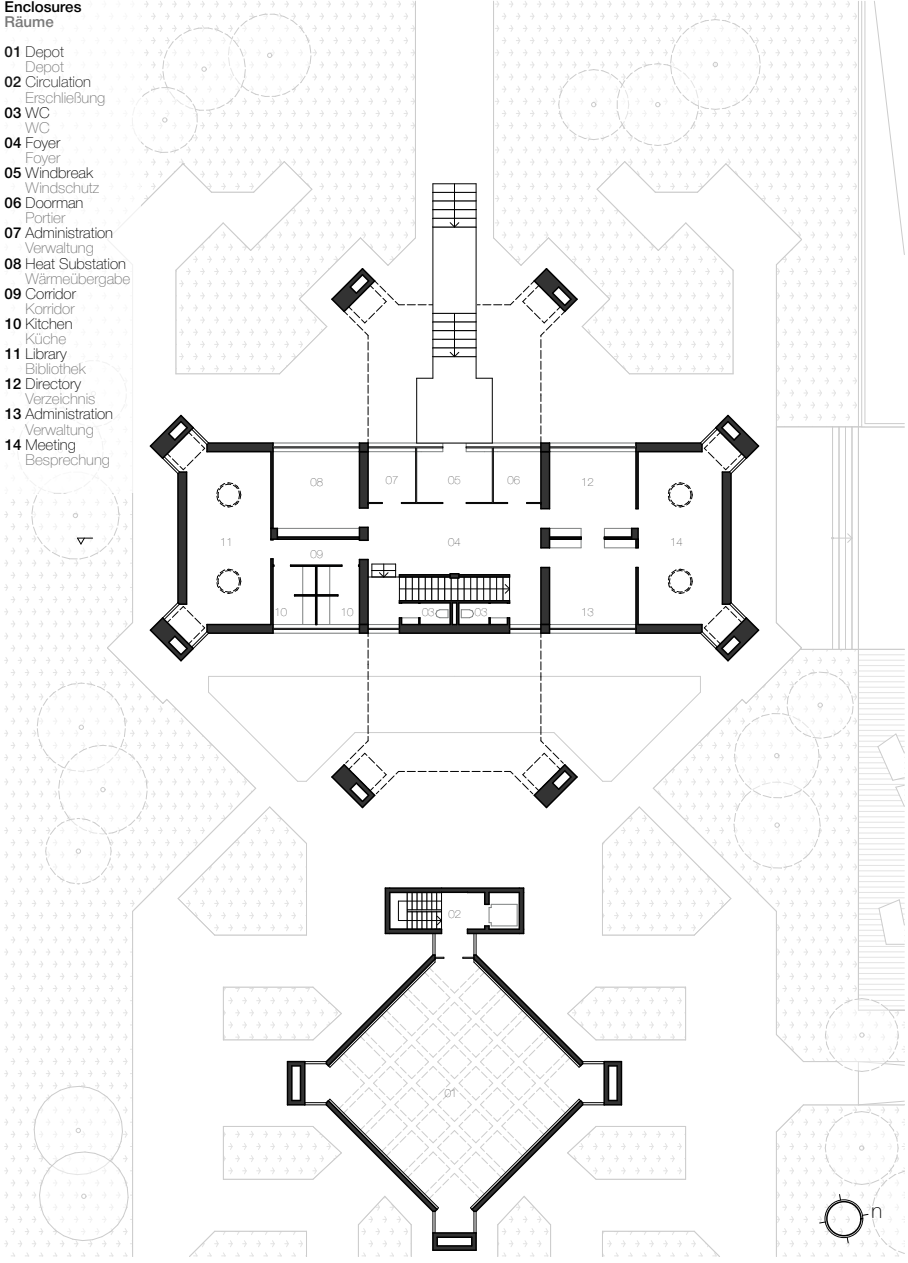 Enclosures
Räume
01 Depot
Depot
02 Circulation
Erschließung
03 WC
WC
04 Foyer
Foyer
05 Windbreak
Windschutz
06 Doorman
Portier
07 Administration
Verwaltung
08 Heat Substation
Wärmeübergabe
09 Corridor
Korridor
10 Kitchen
Küche
11 Library
Bibliothek
12 Directory
Verzeichnis
13 Administration
Verwaltung
14 Meeting
Besprechung
08
07
05
06
12
11
09
04
14
10
10
03
03
13
02
01
n